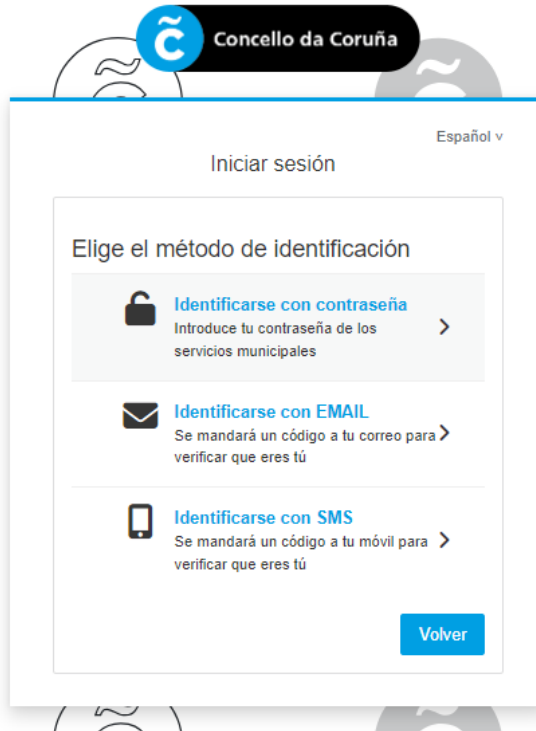 Concello da Coruña
Español v
Iniciar sesión
Elige el método de identificación
Identificarse con contraseña
Introduce tu contraseña de los
servicios municipales
Identificarse con EMAIL
Se mandará un código a tu correo para
verificar que eres tú
Identificarse con SMS
Se mandará un código a tu móvil para
verificar que eres tú
Volver